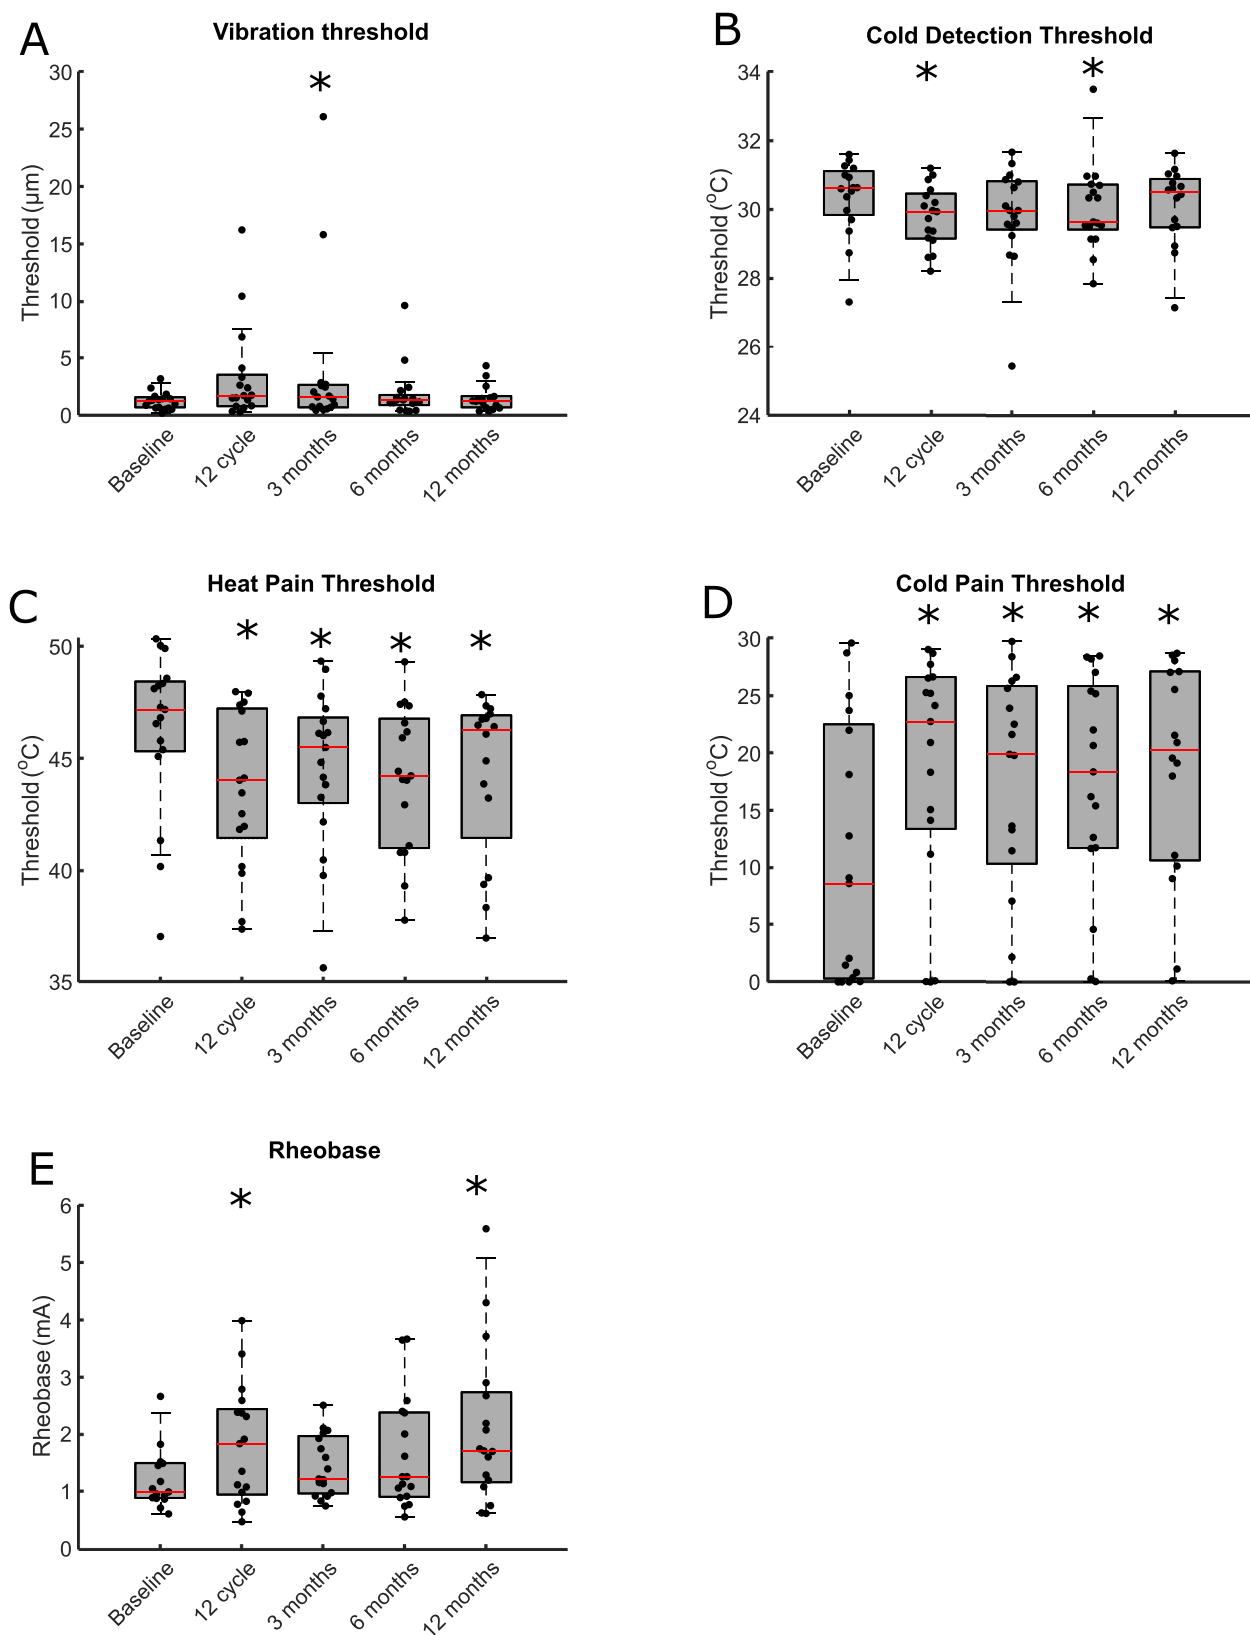 A
Vibration threshold
30
25
20
15
10
5
0
Threshold (µm)
*
Baseline
12 cycle
3 months
6 months
12 months
B
Cold Detection Threshold
34
32
30
28
26
24
Threshold (°C)
* *
Baseline
12 cycle
3 months
6 months
12 months
C
Heat Pain Threshold
50
45
40
35
Threshold (°C)
* * * *
Baseline
12 cycle
3 months
6 months
12 months
D
Cold Pain Threshold
30
25
20
15
10
5
0
Threshold (°C)
* * * *
Baseline
12 cycle
3 months
6 months
12 months
E
Rheobase
6
5
4
3
2
1
0
Rheobase (mA)
* *
Baseline
12 cycle
3 months
6 months
12 months